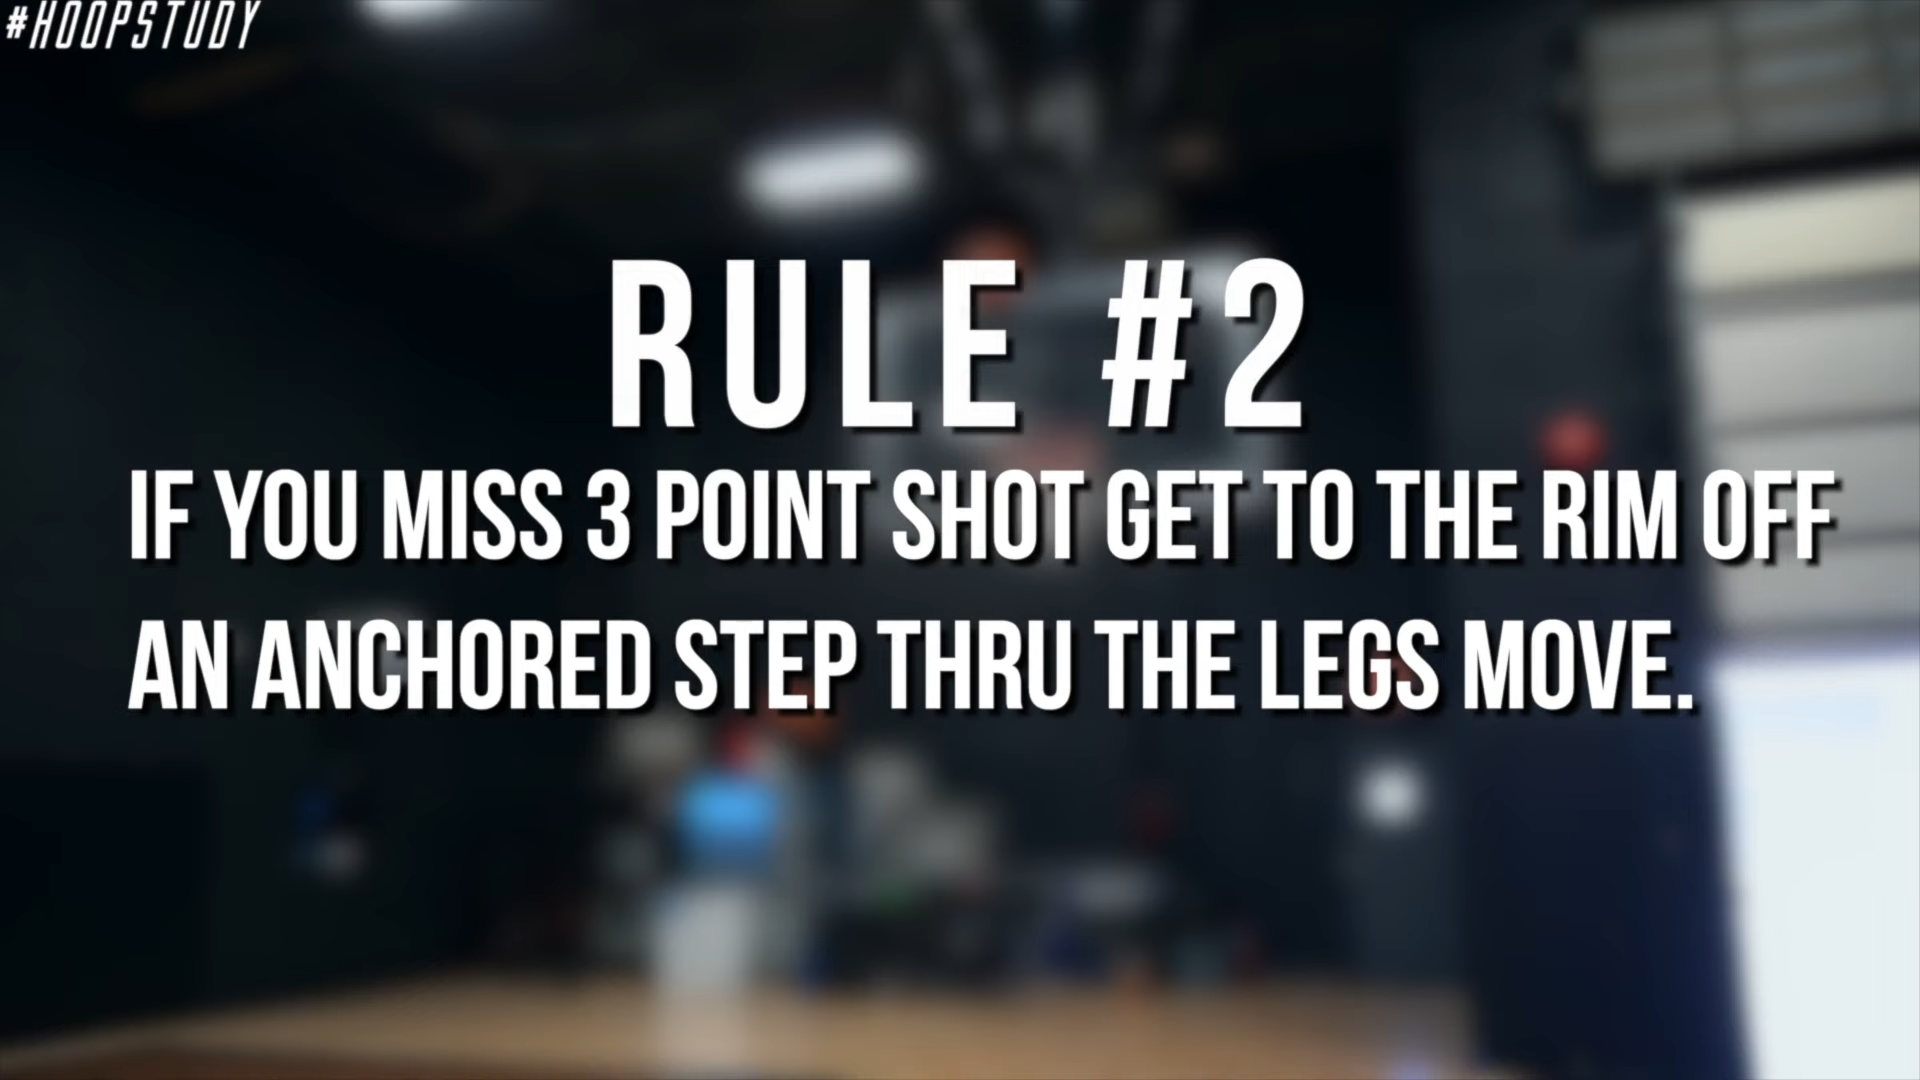 #HOOPSTUDY
RULE #2
IF YOU MISS 3 POINT SHOT GET TO THE RIM OFF
AN ANCHORED STEP THRU THE LEGS MOVE.